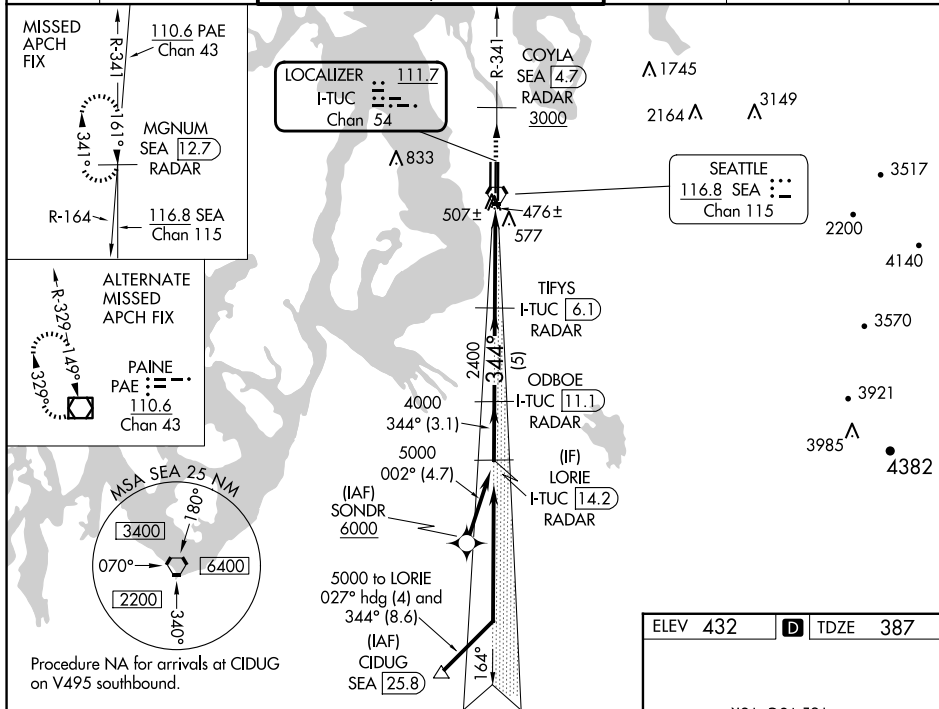 MISSED
APCH
FIX
110.6 PAE
Chan 43
R-341
161°
341°
MGNUM
SEA 12.7
RADAR
R-164
116.8 SEA
Chan 115
ALTERNATE
MISSED
APCH FIX
R-329
149°
329°
PAINE
PAE
110.6
Chan 43
MSA SEA 25 NM
180°
3400
070°
6400
2200
340°
Procedure NA for arrivals at CIDUG
on V495 southbound.
LOCALIZER 111.7
I-TUC
Chan 54
R-341
COYLA
SEA 4.7
RADAR
3000
1745
2164
3149
833
SEATTLE
116.8 SEA
Chan 115
3517
2200
4140
507±
476±
577
TIFYS
I-TUC 6.1
RADAR
3570
2400
344°
(5)
ODBOE
I-TUC 11.1
RADAR
4000
344° (3.1)
3921
3985
4382
5000
002° (4.7)
(IF)
LORIE
I-TUC 14.2
RADAR
(IAF)
SONDR
6000
5000 to LORIE
027° hdg (4) and
344° (8.6)
(IAF)
CIDUG
SEA 25.8
164°
ELEV 432 D TDZE 387